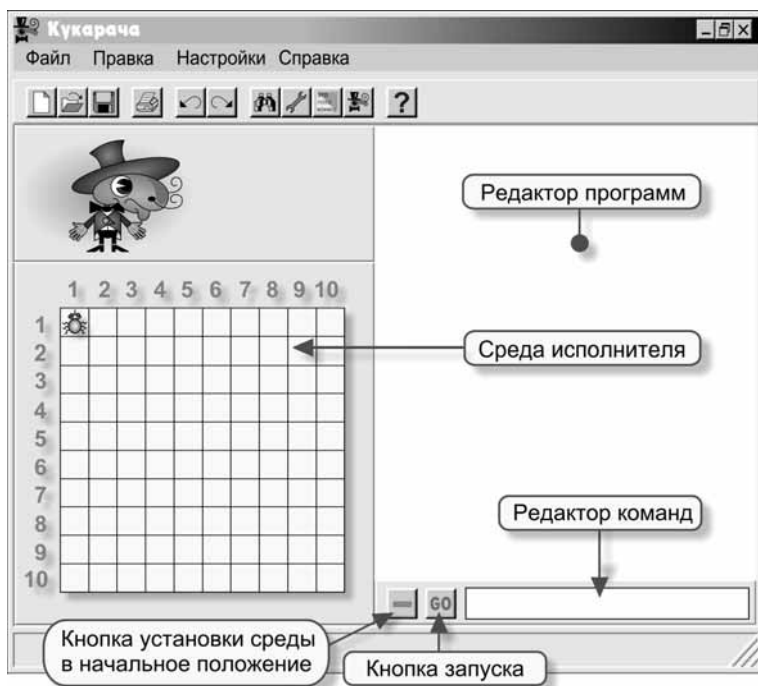 Кукарача
Файл Правка Настройки Справка
?
Редактор программ
1 2 3 4 5 6 7 8 9 10
1
2
Среда исполнителя
3
4
5
6
7
Редактор команд
8
9
10
GO
Кнопка установки среды
в начальное положение
Кнопка запуска